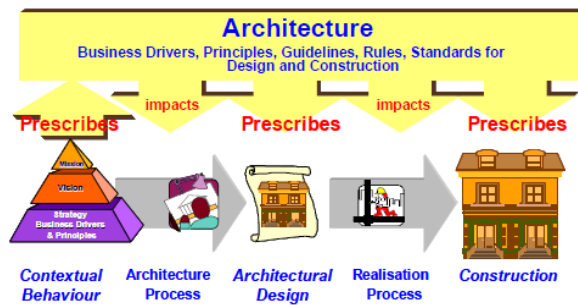 Architecture
Business Drivers, Principles, Guidelines, Rules, Standards for
Design and Construction
impacts
impacts
Prescribes
Prescribes
Prescribes
Mission
Vision
Strategy
Business Drivers
& Principles
Contextual
Behaviour
Architecture
Process
Architectural
Design
Realisation
Process
Construction